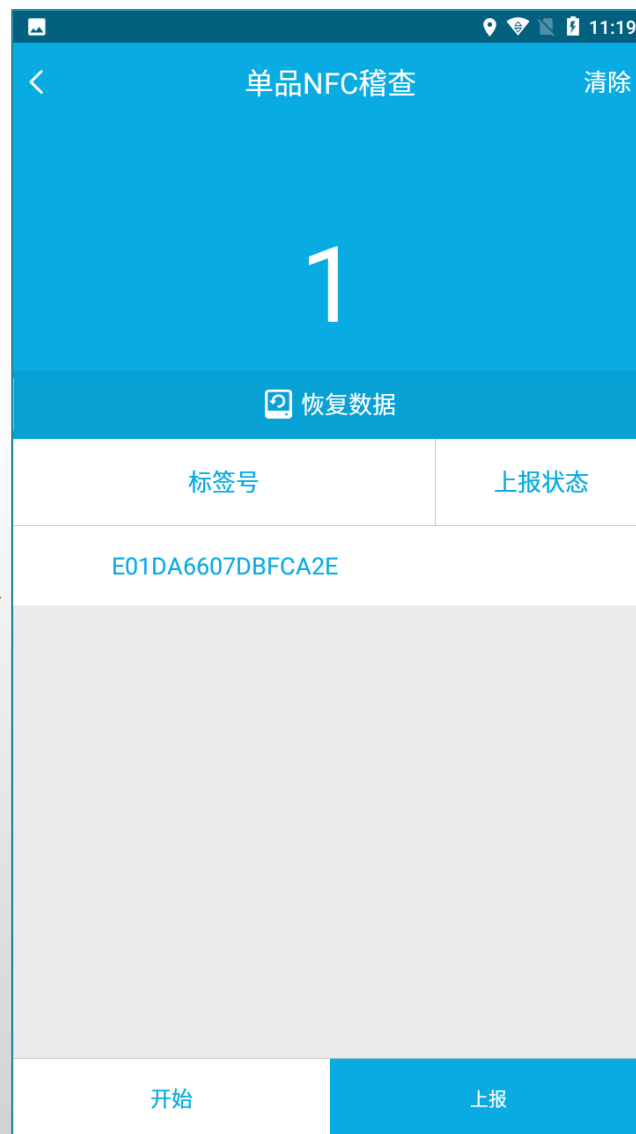 11:19
单品NFC稽查 清除
1
恢复数据
标签号 上报状态
E01DA6607DBFCA2E
开始 上报